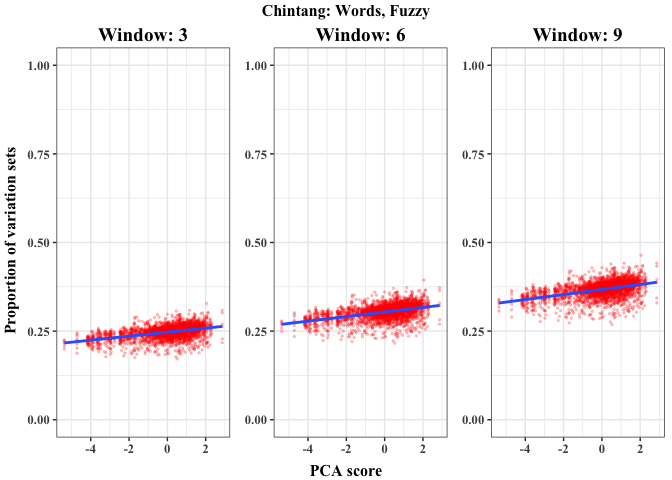 Chintang: Words, Fuzzy
Window: 3 Window: 6 Window: 9
Proportion of variation sets
1.00 1.00 1.00
0.75 0.75 0.75
0.50 0.50 0.50
0.25 0.25 0.25
0.00 0.00 0.00
-4 -2 0 2 -4 -2 0 2 -4 -2 0 2
PCA score